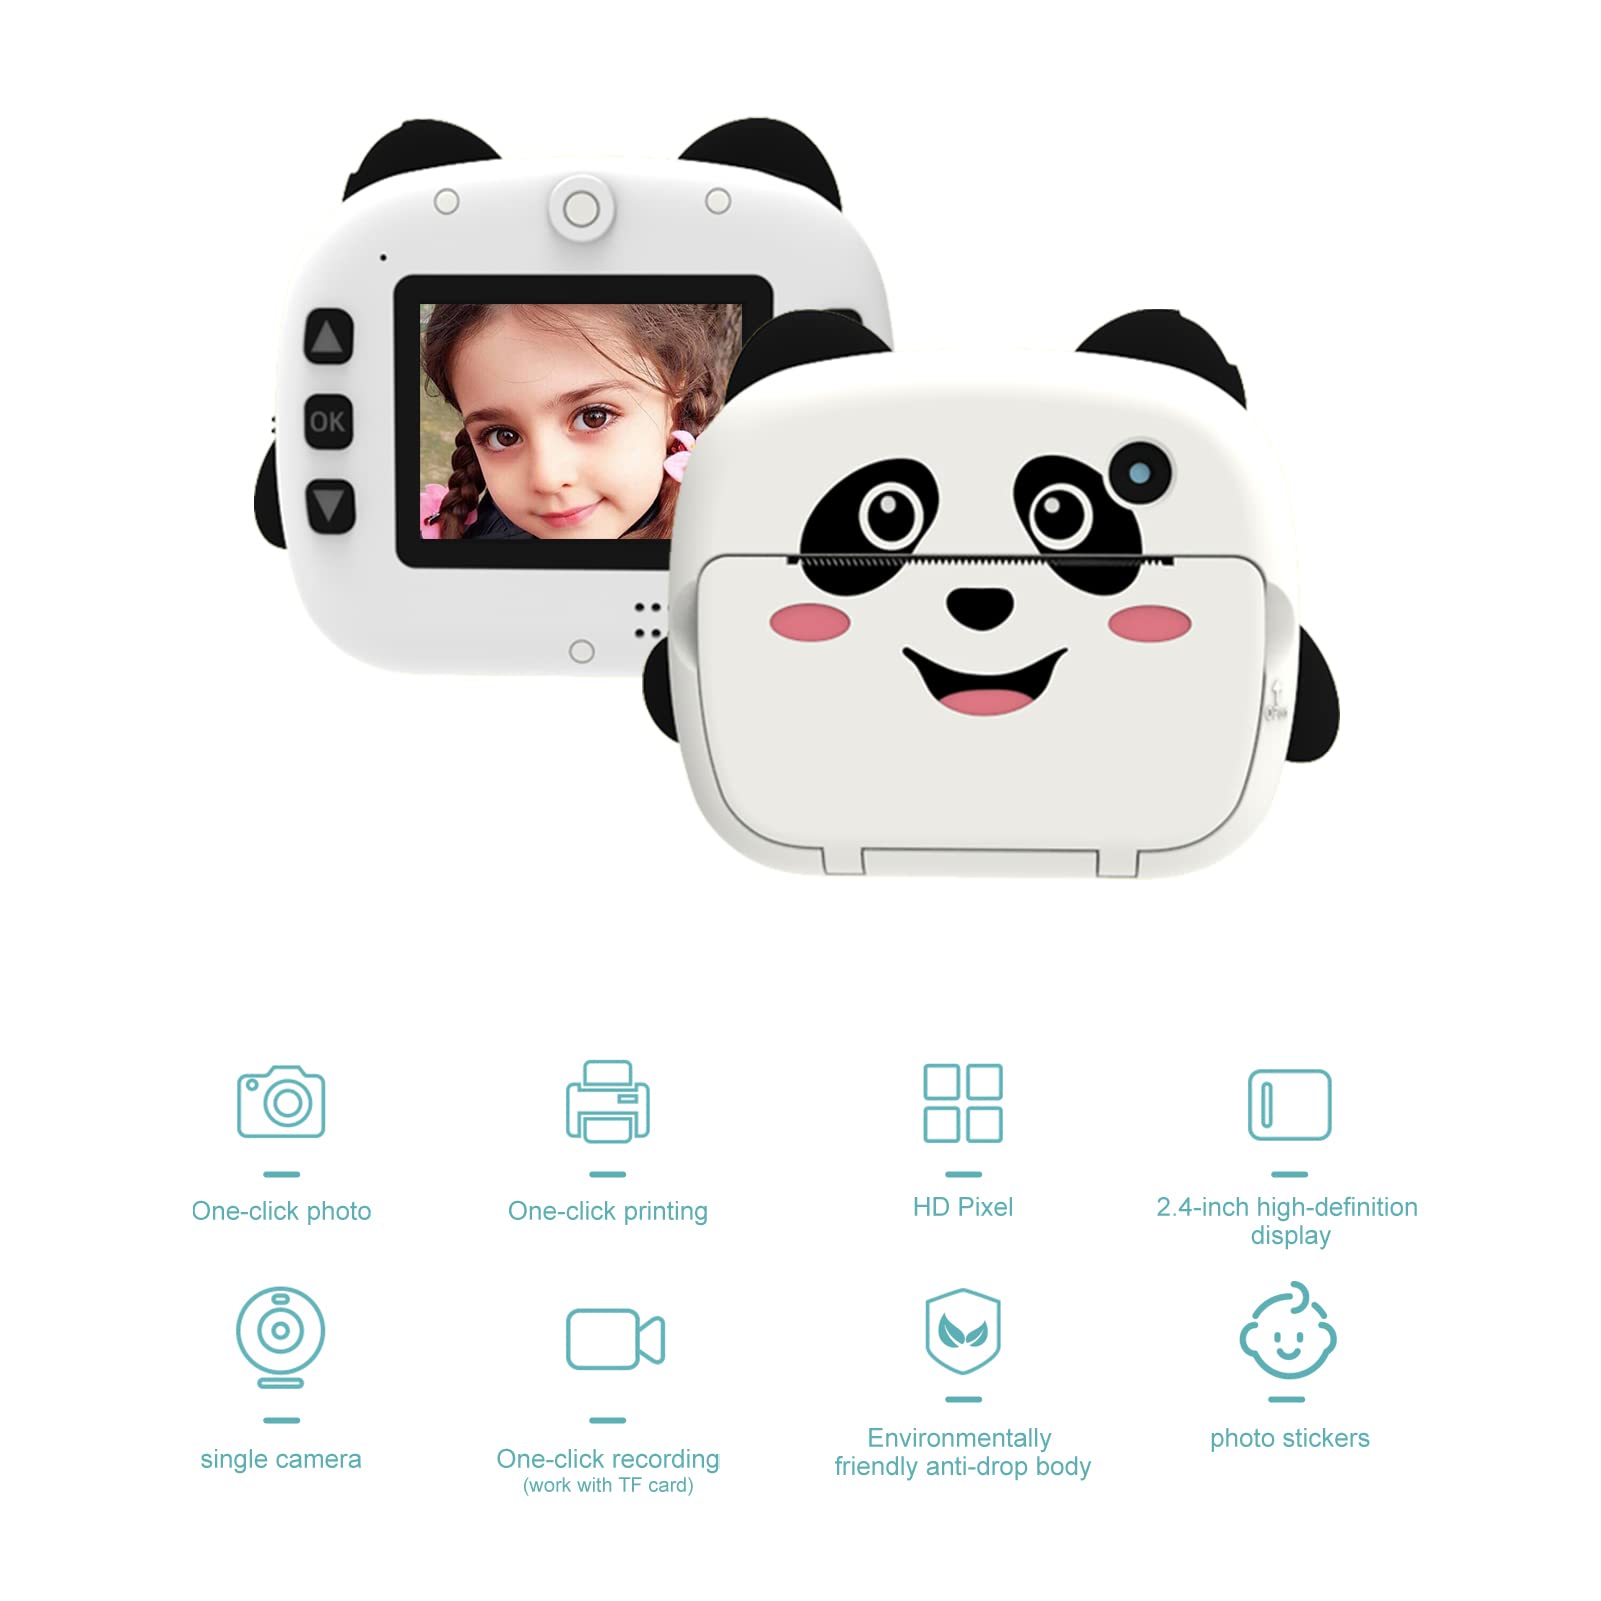 OK
One-click photo
One-click printing
HD Pixel
2.4-inch high-definition
display
single camera
One-click recording
(work with TF card)
Environmentally
friendly anti-drop body
photo stickers